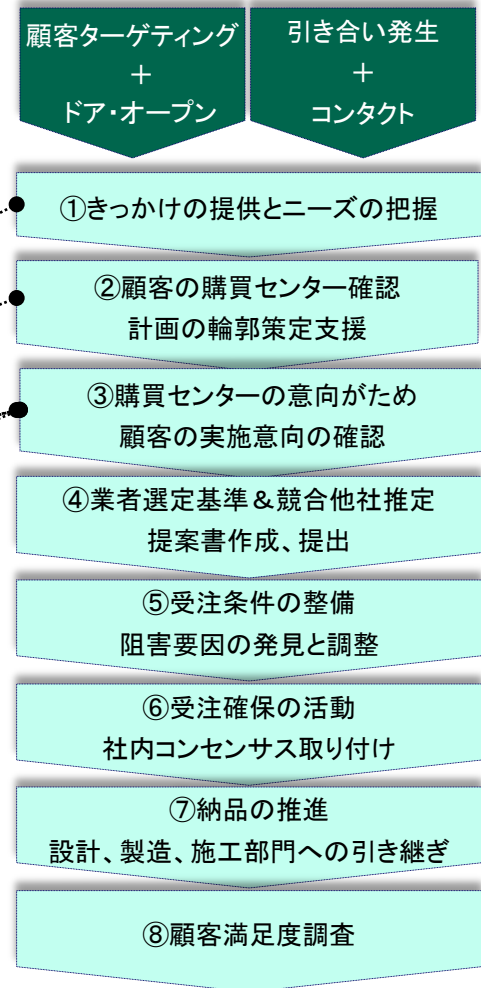 顧客ターゲティング
＋
ドア・オープン
引き合い発生
＋
コンタクト
①きっかけの提供とニーズの把握
②顧客の購買センター確認
計画の輪郭策定支援
③購買センターの意向がため
顧客の実施意向の確認
④業者選定基準＆競合他社推定
提案書作成、提出
⑤受注条件の整備
阻害要因の発見と調整
⑥受注確保の活動
社内コンセンサス取り付け
⑦納品の推進
設計、製造、施工部門への引き継ぎ
⑧顧客満足度調査